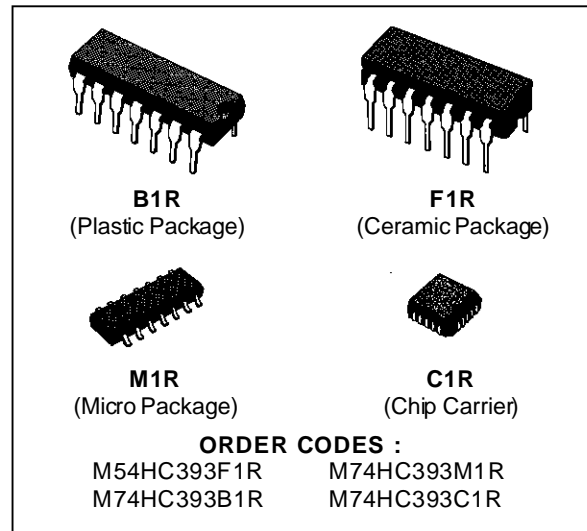 B1R
(Plastic Package)
F1R
(Ceramic Package)
M1R
(Micro Package)
C1R
(Chip Carrier)
ORDER CODES :
M54HC393F1R M74HC393M1R
M74HC393B1R M74HC393C1R